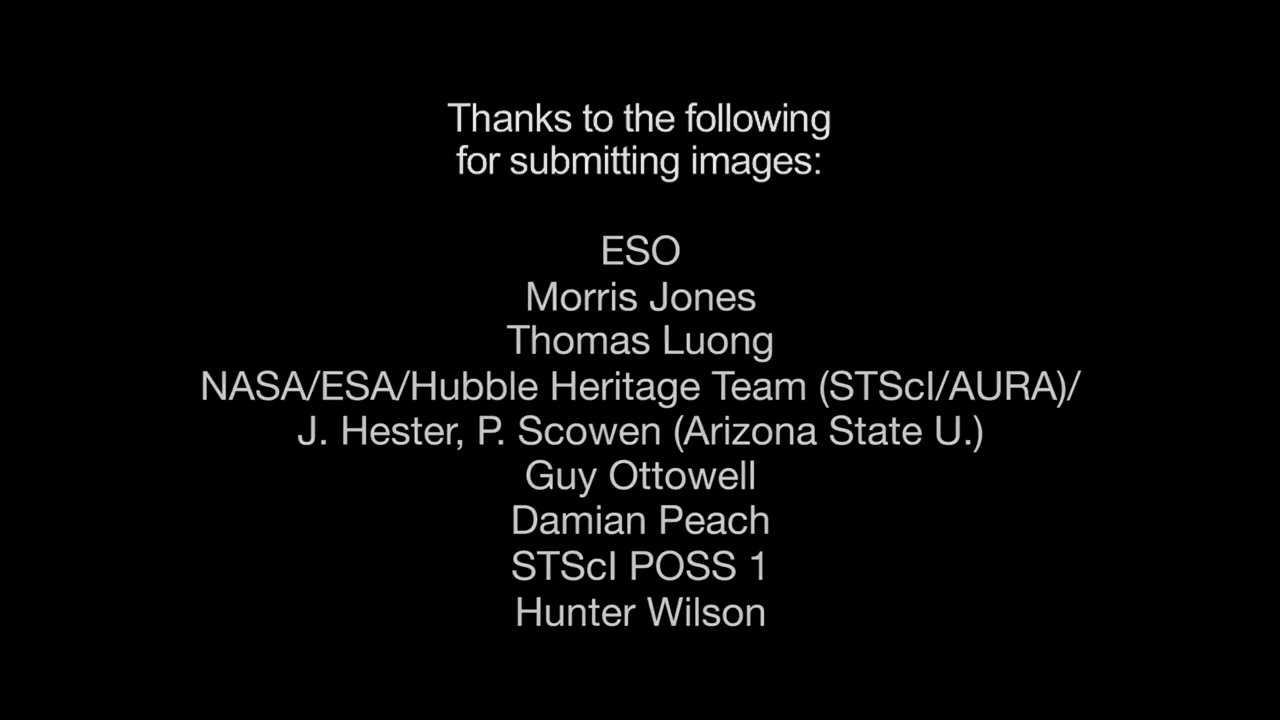 Thanks to the following
for submitting images:
ESO
Morris Jones
Thomas Luong
NASA/ESA/Hubble Heritage Team (STScI/AURA)/
J. Hester, P. Scowen (Arizona State U.)
Guy Ottowell
Damian Peach
STScI POSS 1
Hunter Wilson